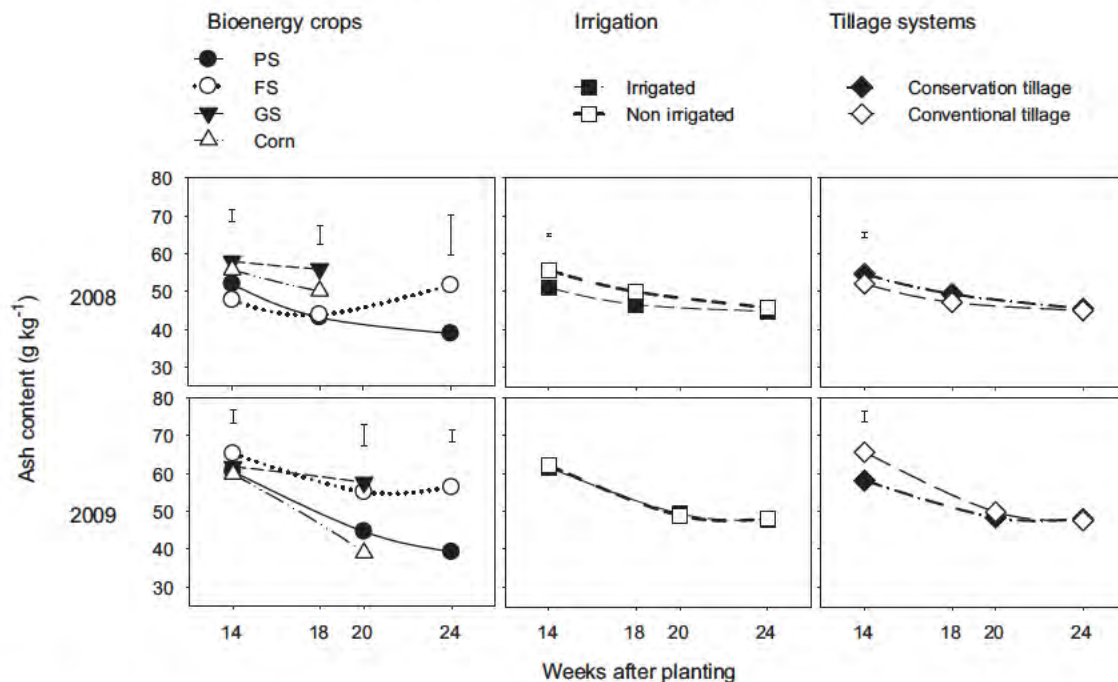 Bioenergy crops
PS
FS
GS
Corn
Irrigation
Irrigated
Non irrigated
Tillage systems
Conservation tillage
Conventional tillage
Ash content (g kg⁻¹)
2008
80
70
60
50
40
30
2009
80
70
60
50
40
30
14 18 20 24
14 18 20 24
14 18 20 24
Weeks after planting